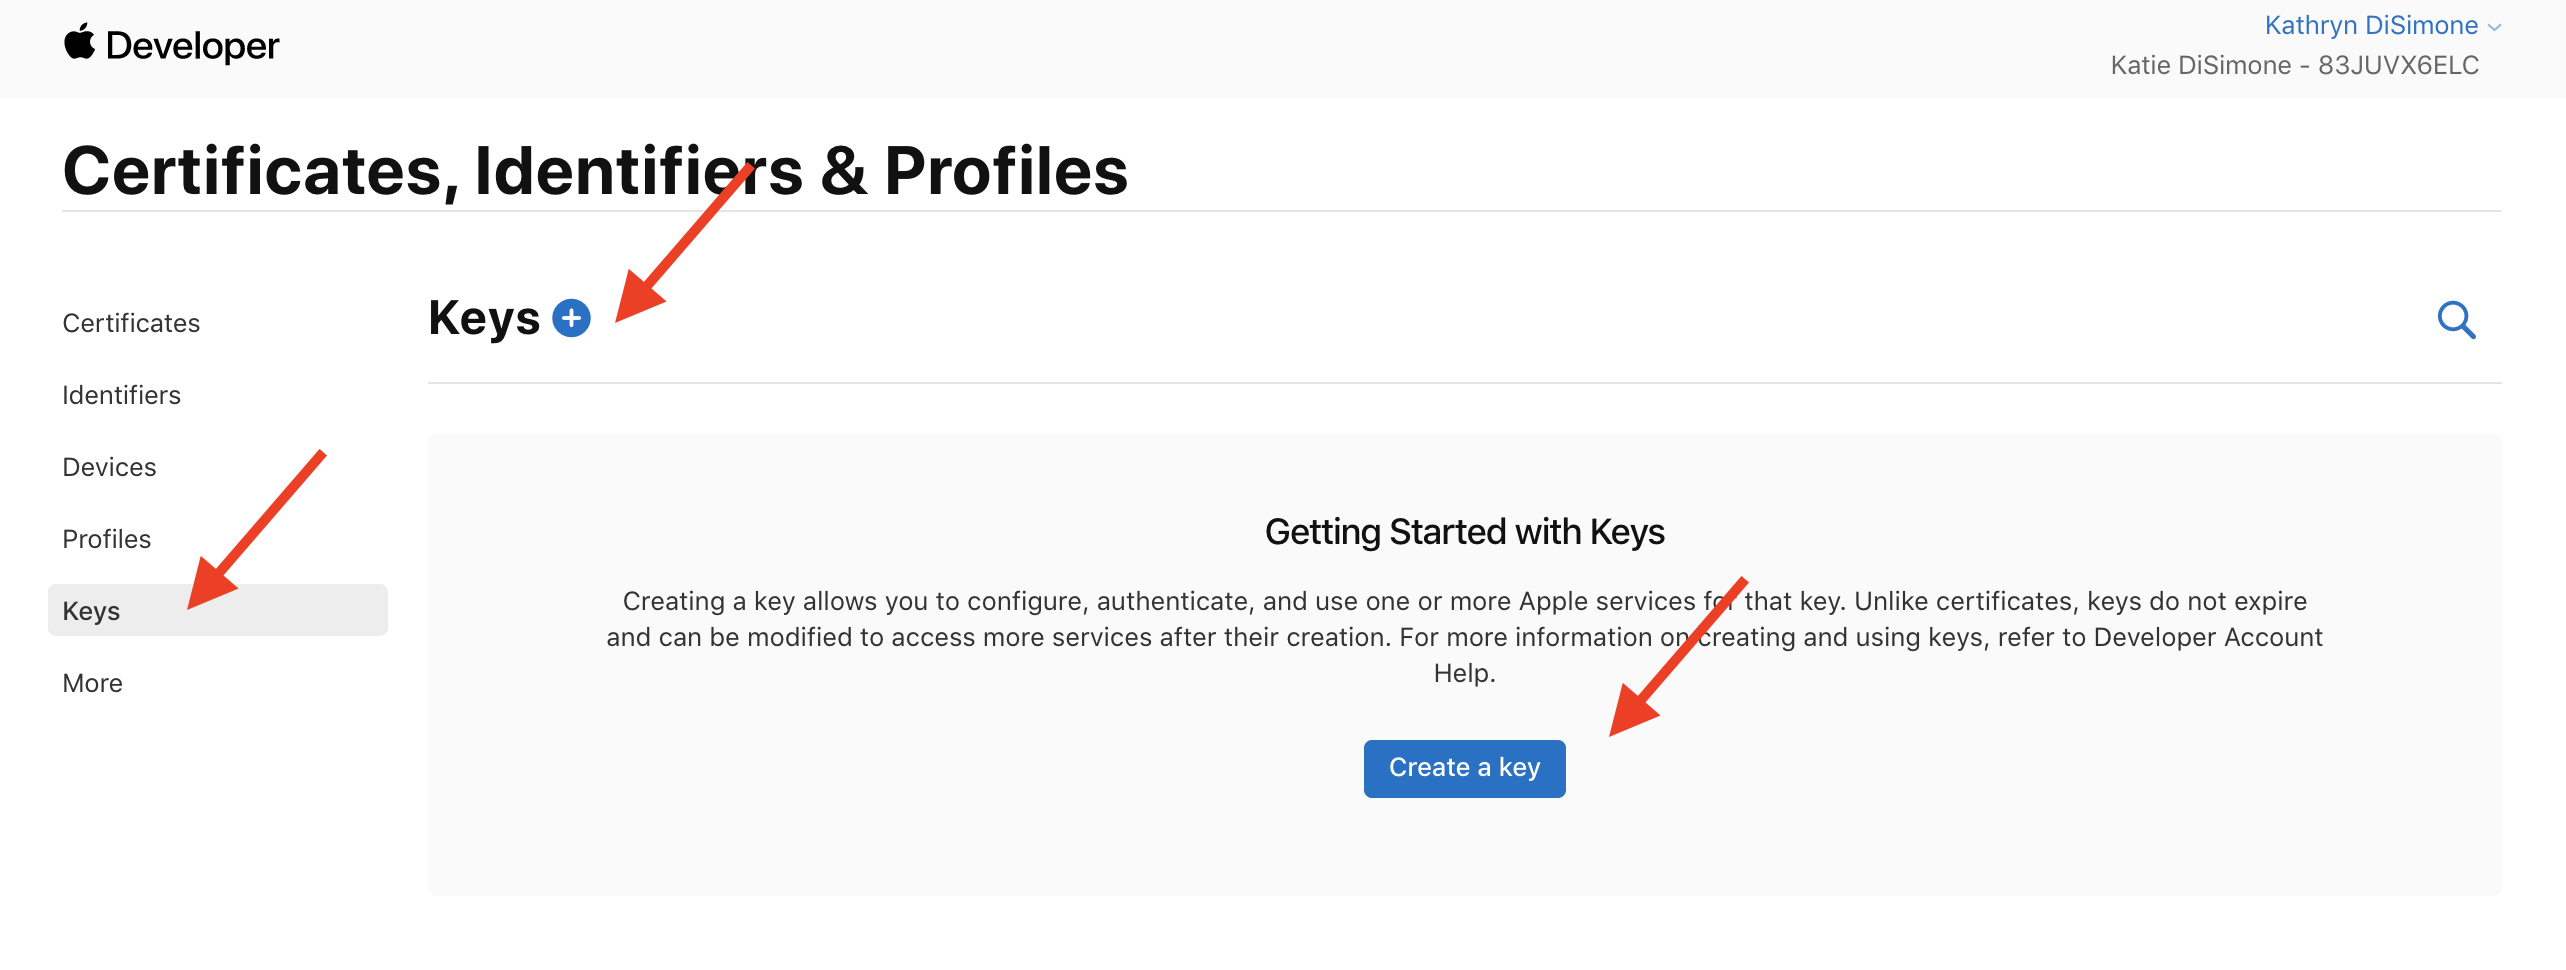 Developer
Kathryn DiSimone
Katie DiSimone - 83JUVX6ELC
Certificates, Identifiers & Profiles
Certificates
Identifiers
Devices
Profiles
Keys
More
Keys
Getting Started with Keys
Creating a key allows you to configure, authenticate, and use one or more Apple services for that key. Unlike certificates, keys do not expire
and can be modified to access more services after their creation. For more information on creating and using keys, refer to Developer Account
Help.
Create a key